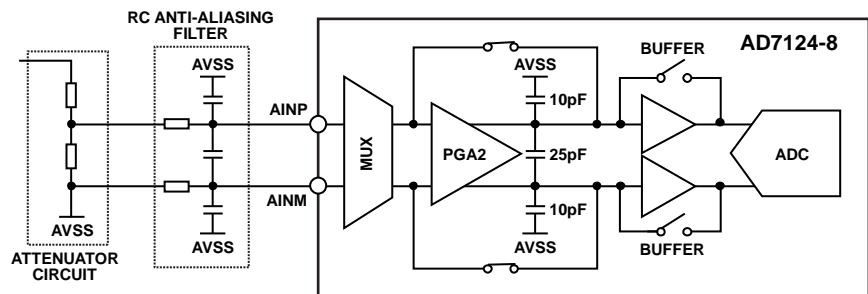 RC ANTI-ALIASING
FILTER
AD7124-8
BUFFER
AVSS
AVSS
10pF
AINP
MUX
PGA2
25pF
ADC
AINM
10pF
AVSS
AVSS
AVSS
BUFFER
ATTENUATOR
CIRCUIT